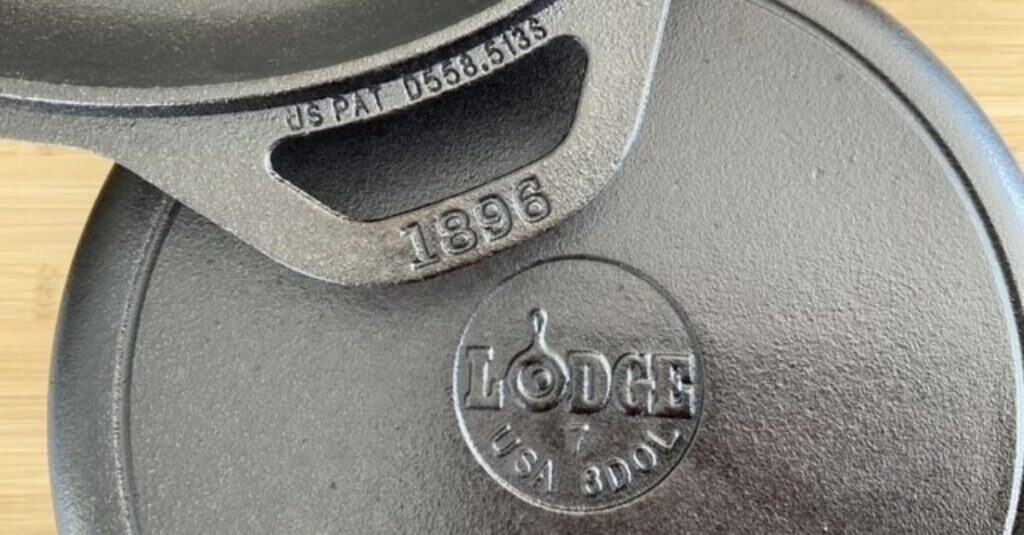 US PAT D558.513S
1896
LODGE
7
USA 8DOL